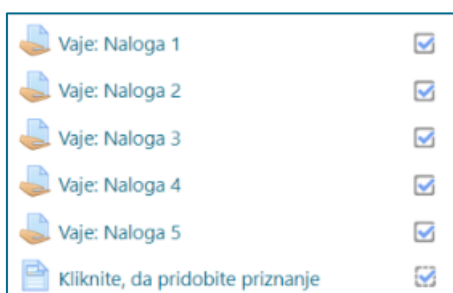 Vaje: Naloga 1
Vaje: Naloga 2
Vaje: Naloga 3
Vaje: Naloga 4
Vaje: Naloga 5
Kliknite, da pridobite priznanje